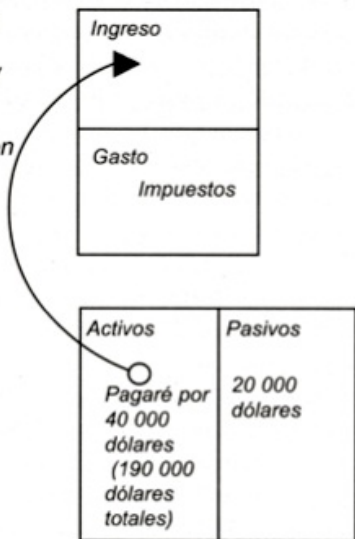 Ingreso
Gasto
Impuestos
Activos
Pagaré por
40 000
dólares
(190 000
dólares
totales)
Pasivos
20 000
dólares